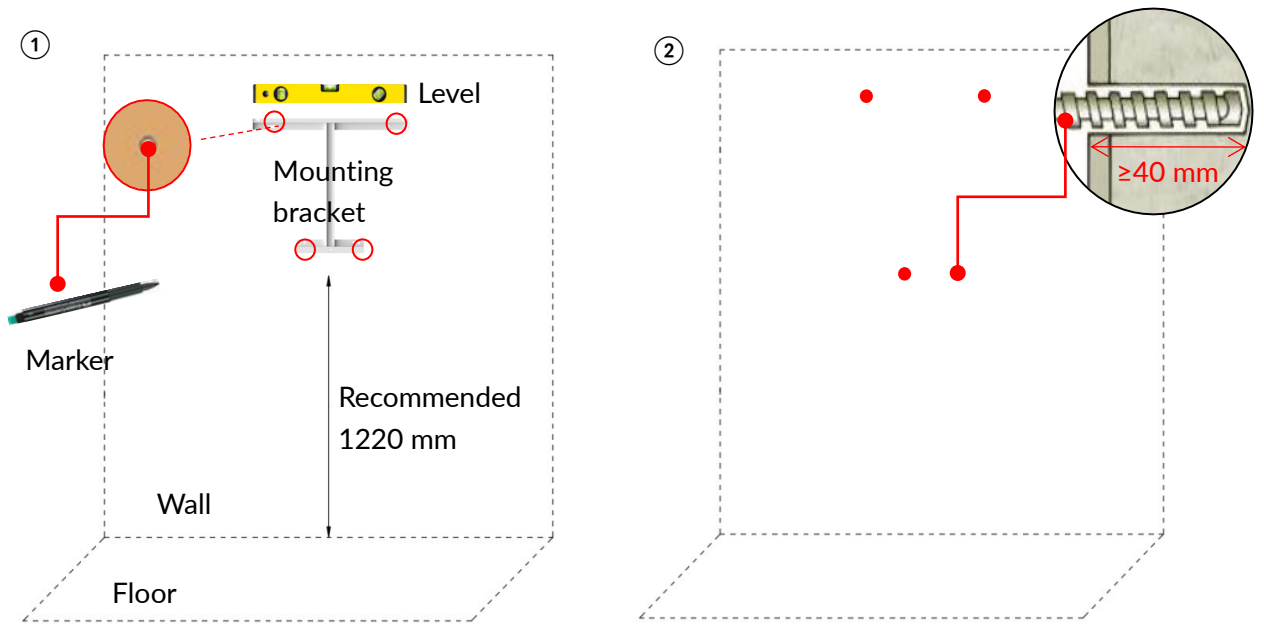 ①
Level
Mounting
bracket
Marker
Recommended
1220 mm
Wall
Floor
②
≥40 mm